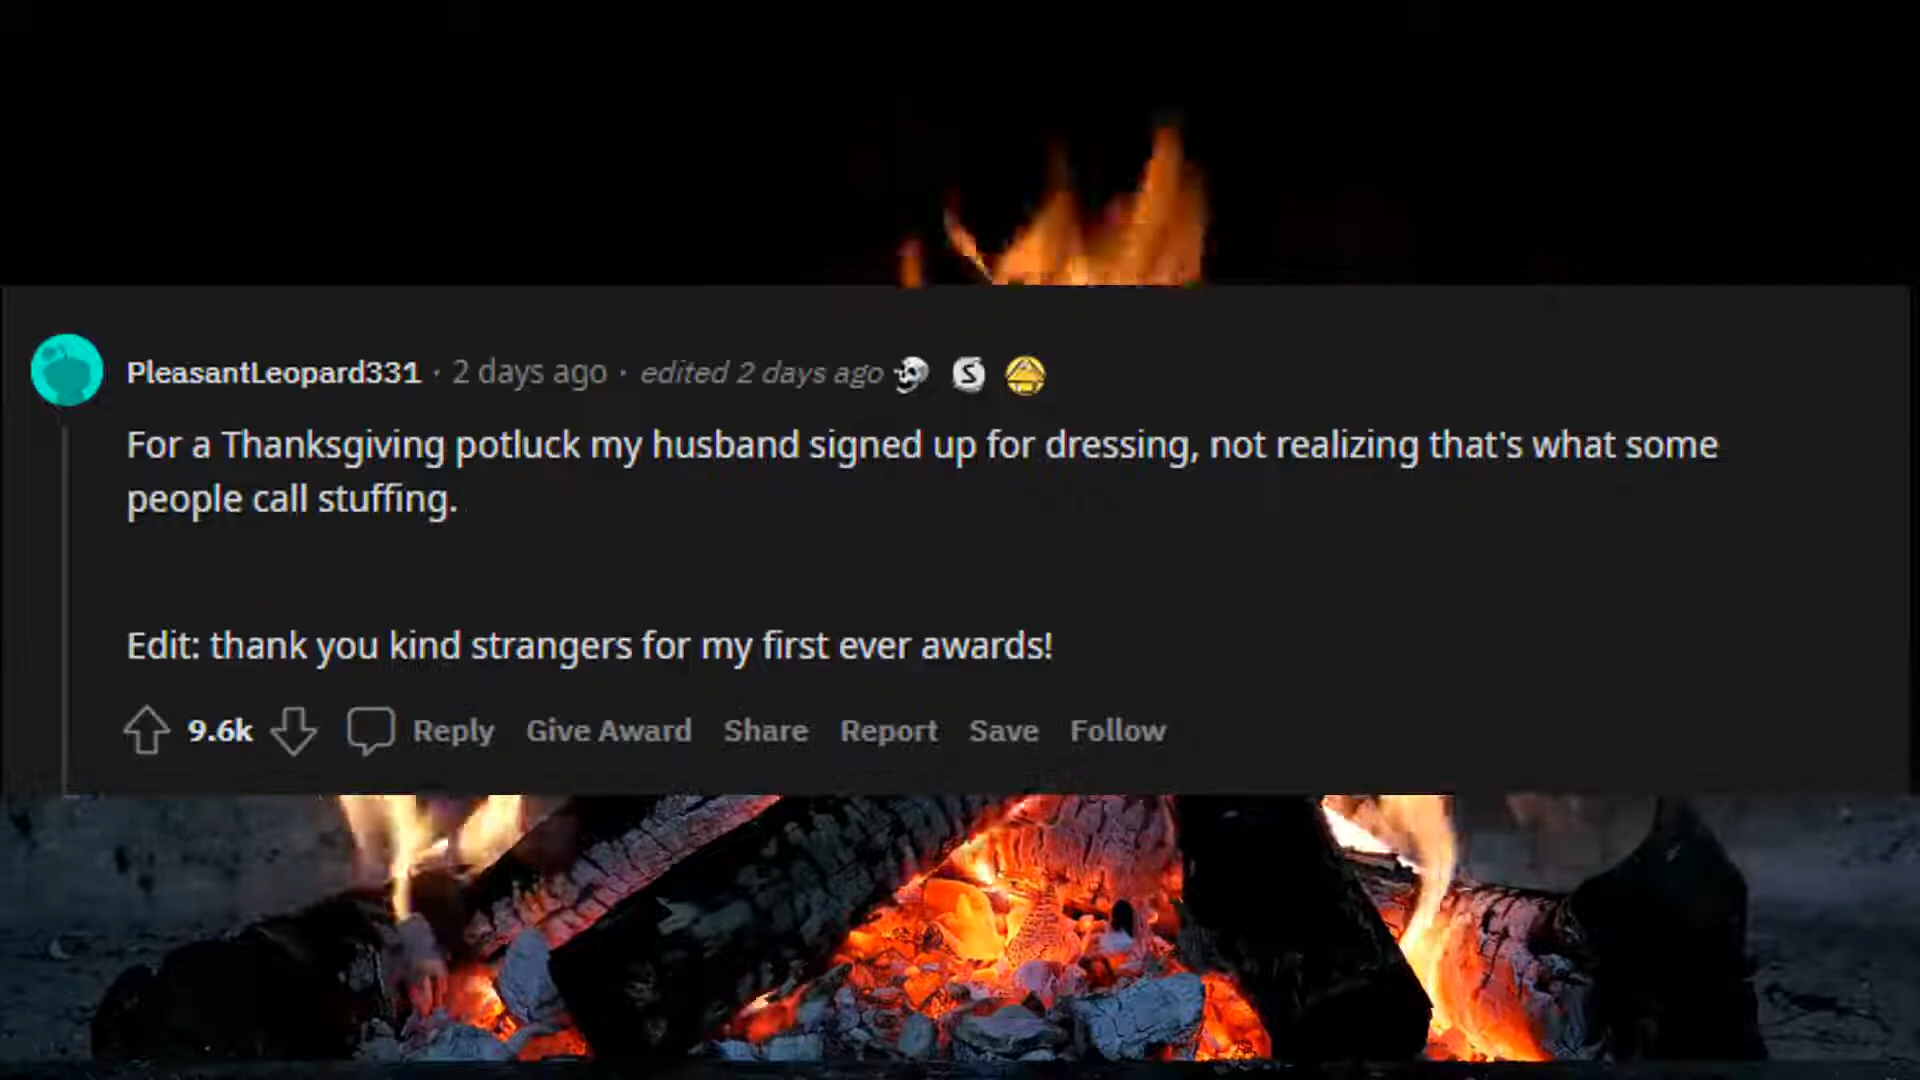 PleasantLeopard331 · 2 days ago · edited 2 days ago
For a Thanksgiving potluck my husband signed up for dressing, not realizing that's what some
people call stuffing.
Edit: thank you kind strangers for my first ever awards!
9.6k Reply Give Award Share Report Save Follow